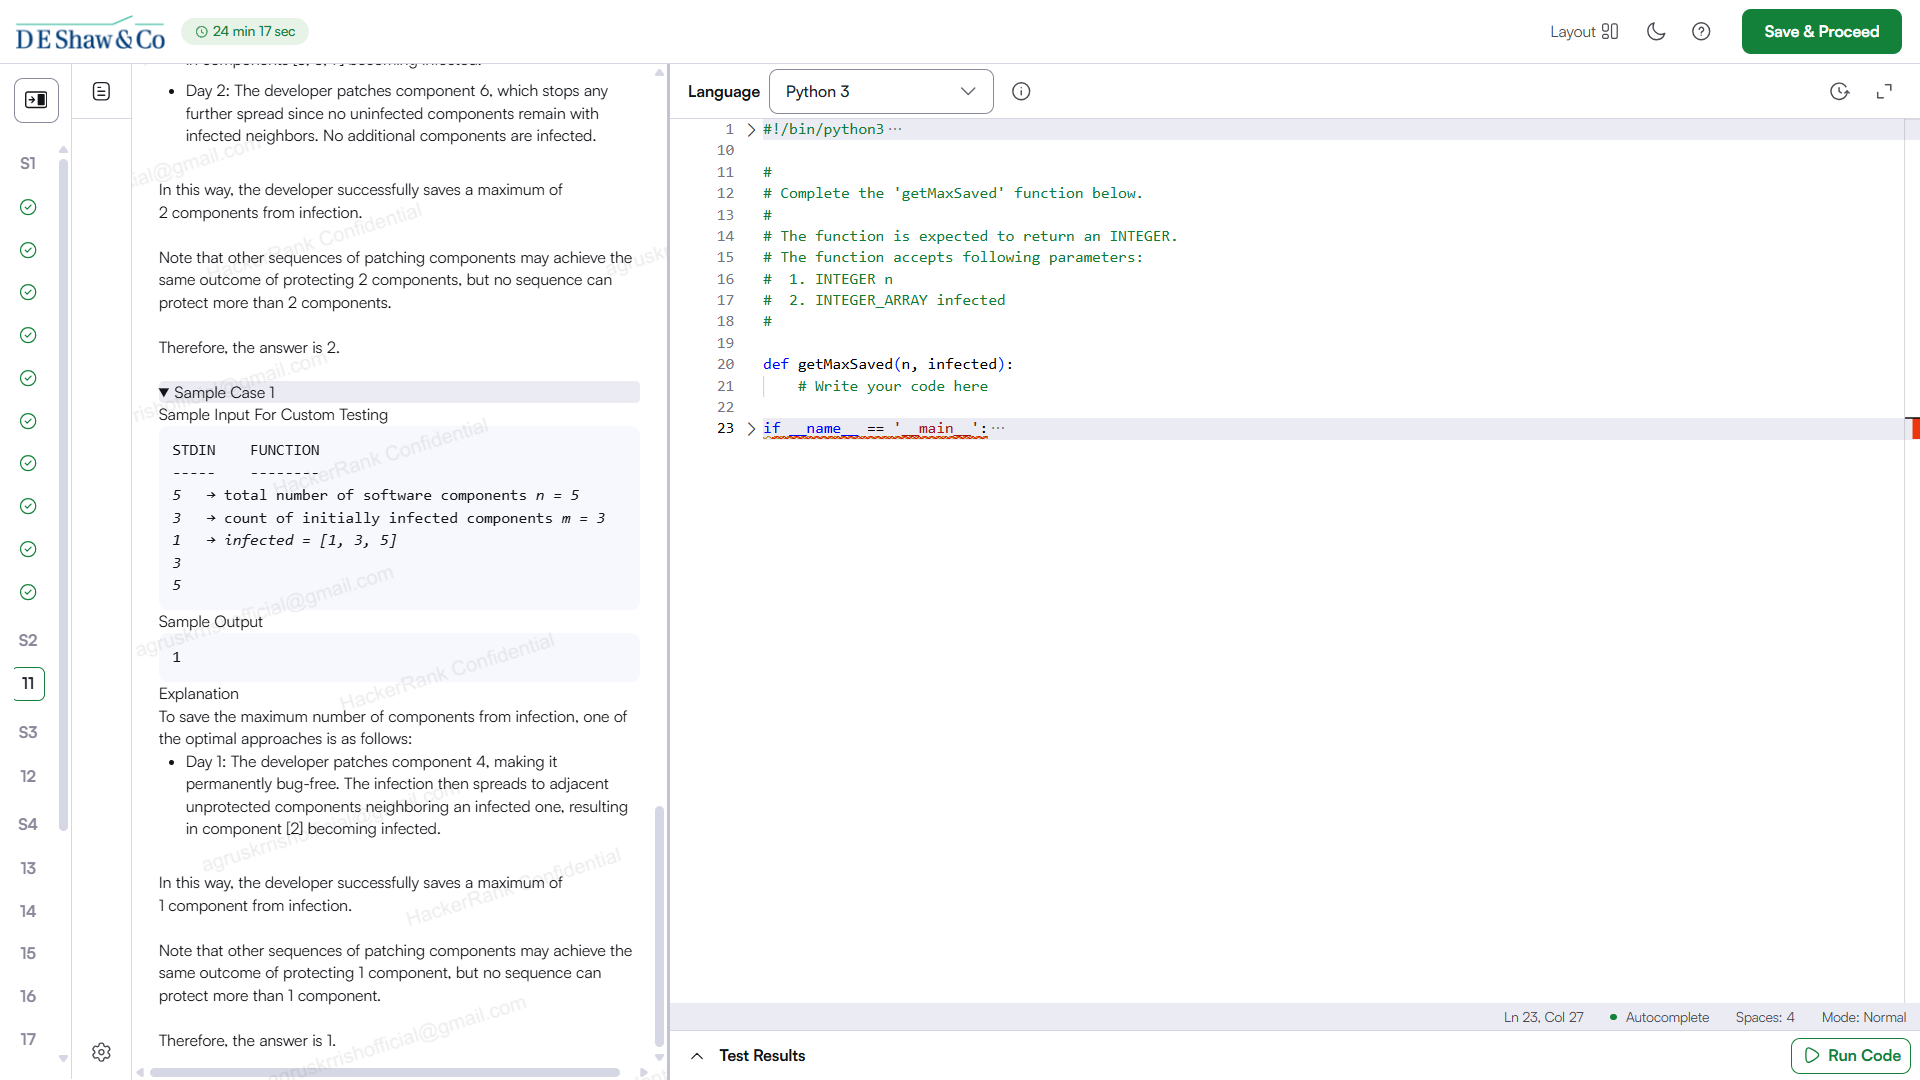 DE Shaw & Co
24 min 17 sec
Layout
Save & Proceed
S1
S2
11
S3
12
S4
13
14
15
16
17
Day 2: The developer patches component 6, which stops any
further spread since no uninfected components remain with
infected neighbors. No additional components are infected.
In this way, the developer successfully saves a maximum of
2 components from infection.
Note that other sequences of patching components may achieve the
same outcome of protecting 2 components, but no sequence can
protect more than 2 components.
Therefore, the answer is 2.
▼ Sample Case 1
Sample Input For Custom Testing
STDIN    FUNCTION
-----    --------
5   → total number of software components n = 5
3   → count of initially infected components m = 3
1   → infected = [1, 3, 5]
3
5
Sample Output
1
Explanation
To save the maximum number of components from infection, one of
the optimal approaches is as follows:
Day 1: The developer patches component 4, making it
permanently bug-free. The infection then spreads to adjacent
unprotected components neighboring an infected one, resulting
in component [2] becoming infected.
In this way, the developer successfully saves a maximum of
1 component from infection.
Note that other sequences of patching components may achieve the
same outcome of protecting 1 component, but no sequence can
protect more than 1 component.
Therefore, the answer is 1.
HackerRank Confidential
HackerRank Confidential
HackerRank Confidential
HackerRank Confidential
Language
Python 3
1 #!/bin/python3 ···
10
11 #
12 # Complete the 'getMaxSaved' function below.
13 #
14 # The function is expected to return an INTEGER.
15 # The function accepts following parameters:
16 #  1. INTEGER n
17 #  2. INTEGER_ARRAY infected
18 #
19
20 def getMaxSaved(n, infected):
21     # Write your code here
22
23 if __name__ == '__main__': ···
Ln 23, Col 27
Autocomplete
Spaces: 4
Mode: Normal
Test Results
Run Code